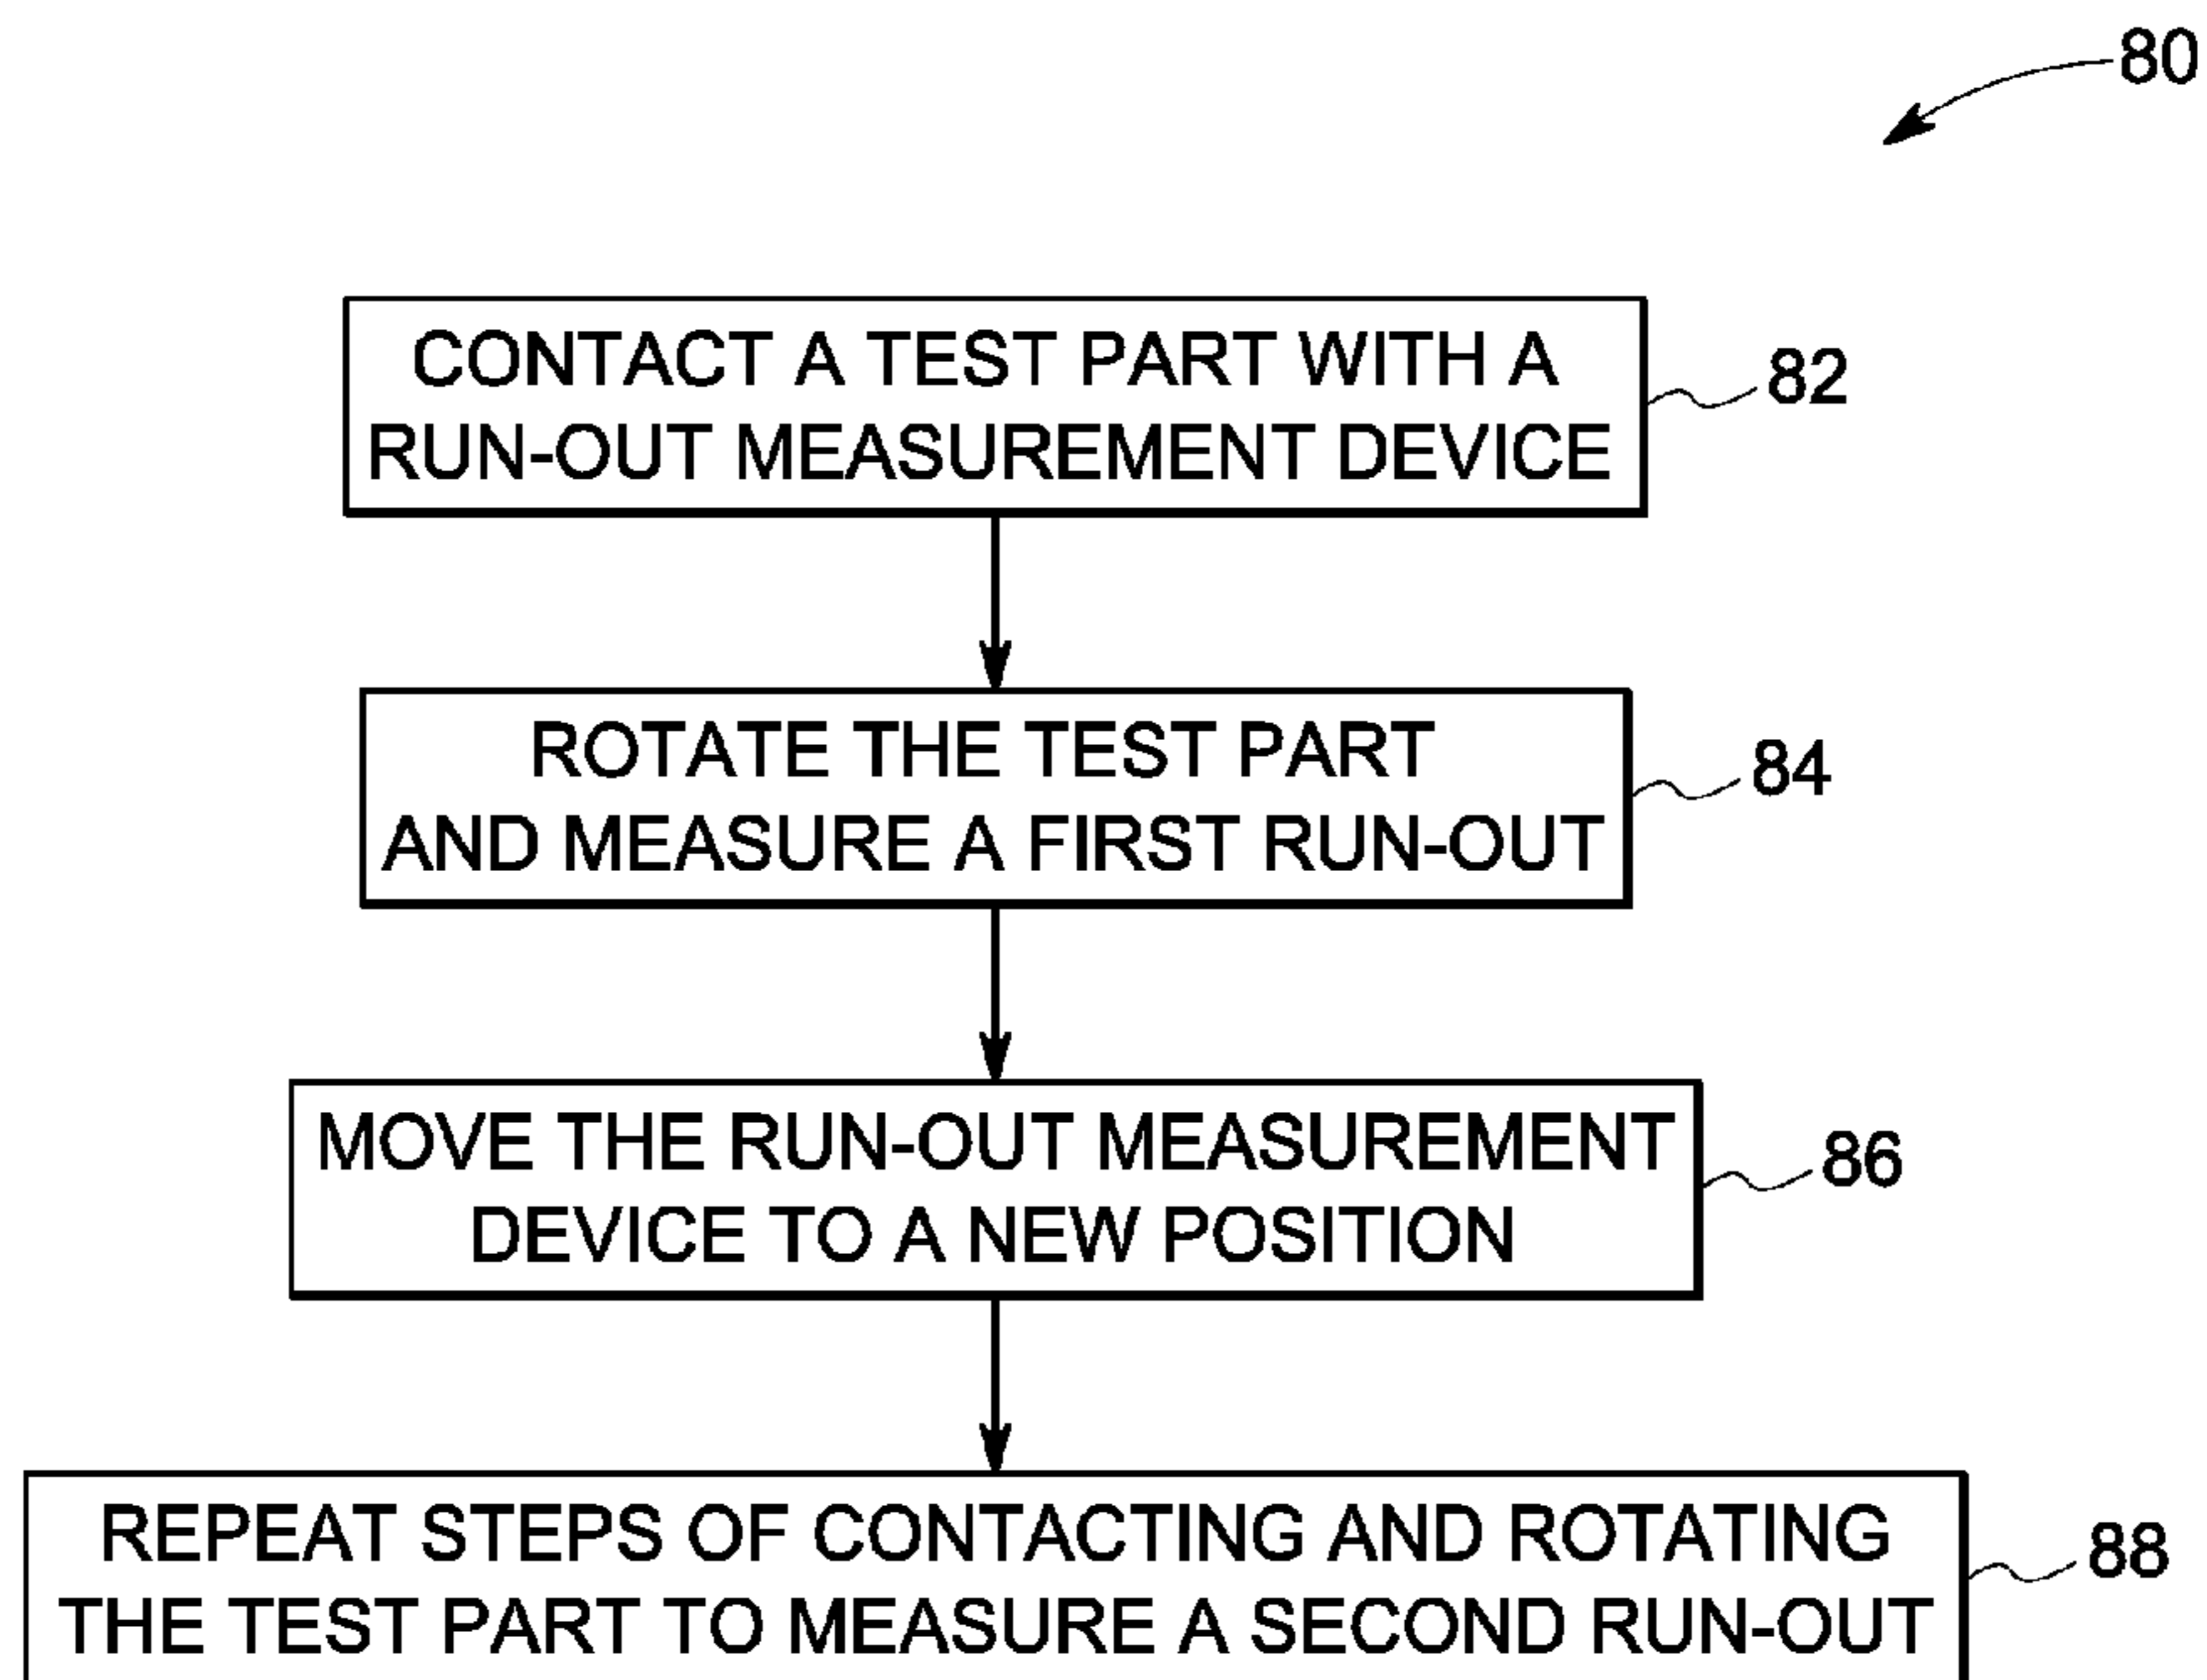 80
CONTACT A TEST PART WITH A
RUN-OUT MEASUREMENT DEVICE
82
ROTATE THE TEST PART
AND MEASURE A FIRST RUN-OUT
84
MOVE THE RUN-OUT MEASUREMENT
DEVICE TO A NEW POSITION
86
REPEAT STEPS OF CONTACTING AND ROTATING
THE TEST PART TO MEASURE A SECOND RUN-OUT
88